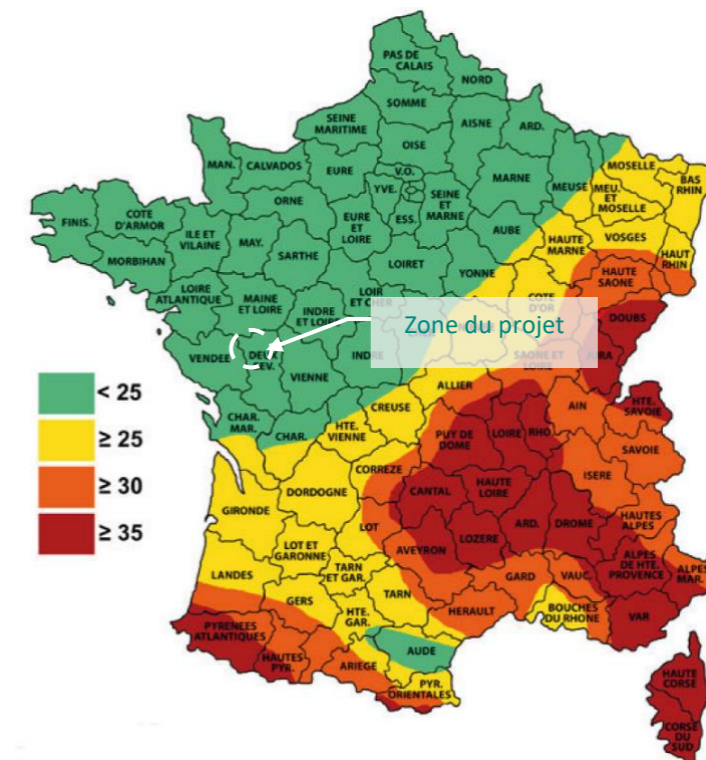 PAS DE
CALAIS
NORD
SOMME
SEINE
MARITIME
AISNE
ARD.
OISE
MAN.
CALVADOS
EURE
V.O.
YVE.
ESS.
SEINE
ET
MARNE
MARNE
MEUSE
MOSELLE
MEU.
ET
MOSELLE
BAS
RHIN
ORNE
FINIS.
COTE
D'ARMOR
ILE ET
VILAINE
MAY.
EURE
ET
LOIRE
AUBE
HAUTE
MARNE
VOSGES
HAUT
RHIN
MORBIHAN
SARTHE
LOIRET
YONNE
HAUTE
SAONE
LOIRE
ATLANTIQUE
MAINE
ET LOIRE
INDRE
ET LOIRE
LOIR
ET CHER
COTE
D'OR
DOUBS
Zone du projet
VENDEE
DEUX
SEV.
VIENNE
INDRE
SAONE ET
LOIRE
JURA
< 25
≥ 25
≥ 30
≥ 35
CHAR.
MAR.
CHAR.
HTE.
VIENNE
CREUSE
ALLIER
AIN
HTE.
SAVOIE
PUY DE
DOME
LOIRE
RHO.
SAVOIE
CORREZE
ISERE
GIRONDE
DORDOGNE
CANTAL
HAUTE
LOIRE
HAUTES
ALPES
LOT
ARD.
DROME
LOT ET
GARONNE
AVEYRON
LOZERE
ALPES
DE HTE.
PROVENCE
ALPES
MAR.
LANDES
TARN
ET GAR.
TARN
GARD
VAUC.
GERS
HTE.
GAR.
HERAULT
BOUCHES
DU RHONE
VAR
PYRENEES
ATLANTIQUES
HAUTES
PYR.
ARIEGE
AUDE
PYR.
ORIENTALES
HAUTE
CORSE
CORSE
DU
SUD